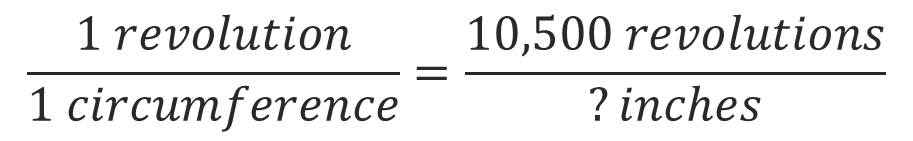 1 revolution / 1 circumference = 10,500 revolutions / ? inches